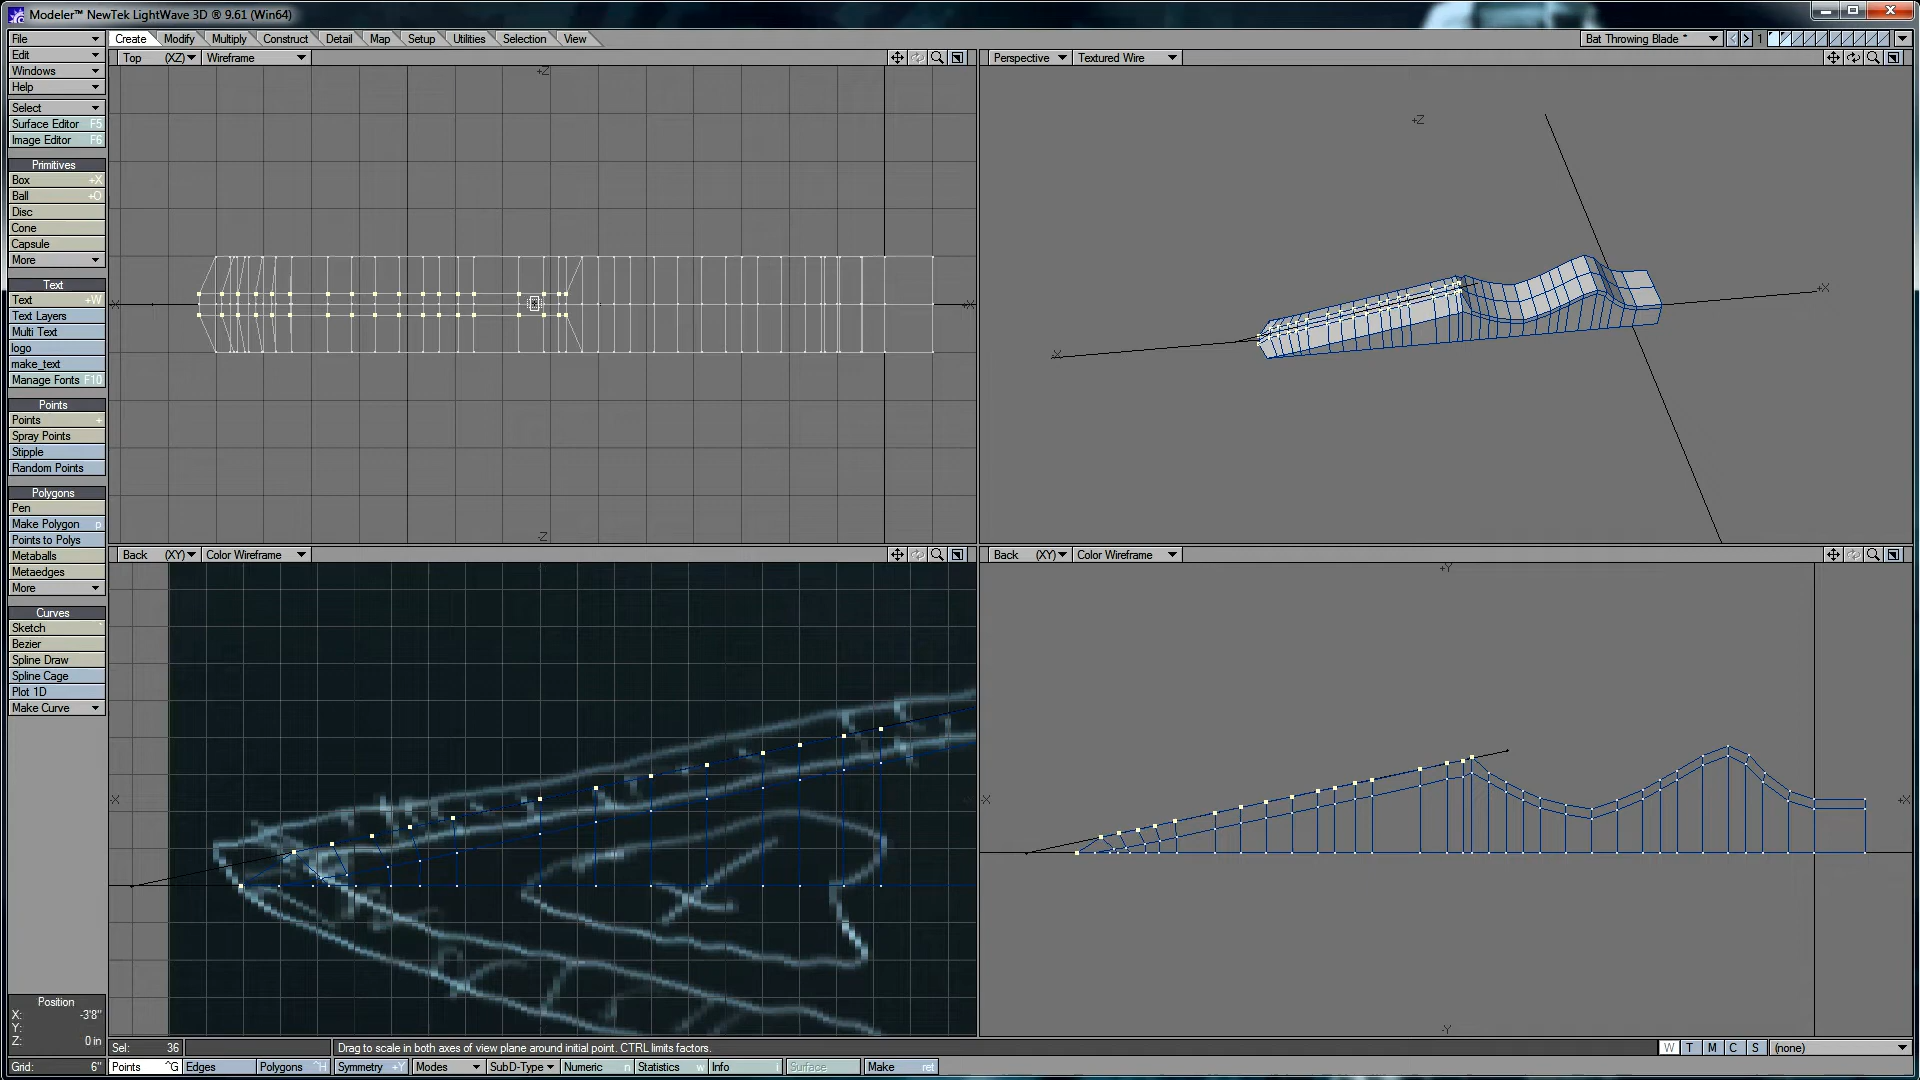 Modeler™ NewTek LightWave 3D ® 9.61 (Win64)
File
Edit
Windows
Help
Select
Surface Editor F5
Image Editor F6
Primitives
Box +X
Ball +O
Disc
Cone
Capsule
More
Text
Text +W
Text Layers
Multi Text
logo
make_text
Manage Fonts F10
Points
Points +
Spray Points
Stipple
Random Points
Polygons
Pen
Make Polygon p
Points to Polys
Metaballs
Metaedges
More
Curves
Sketch
Bezier
Spline Draw
Spline Cage
Plot 1D
Make Curve
Create Modify Multiply Construct Detail Map Setup Utilities Selection View
Bat Throwing Blade * 1
Top (XZ) Wireframe
+Z
-X +X
-Z
Perspective Textured Wire
+Z
-X
+X
Back (XY) Color Wireframe
-X
Back (XY) Color Wireframe
+Y
-X +X
-Y
Position
X: -3'8"
Y:
Z: 0 in
Grid: 6"
Sel: 36
Drag to scale in both axes of view plane around initial point. CTRL limits factors.
W T M C S (none)
Points ^G Edges Polygons ^H Symmetry +Y Modes SubD-Type Numeric n Statistics w Info i Surface Make ret